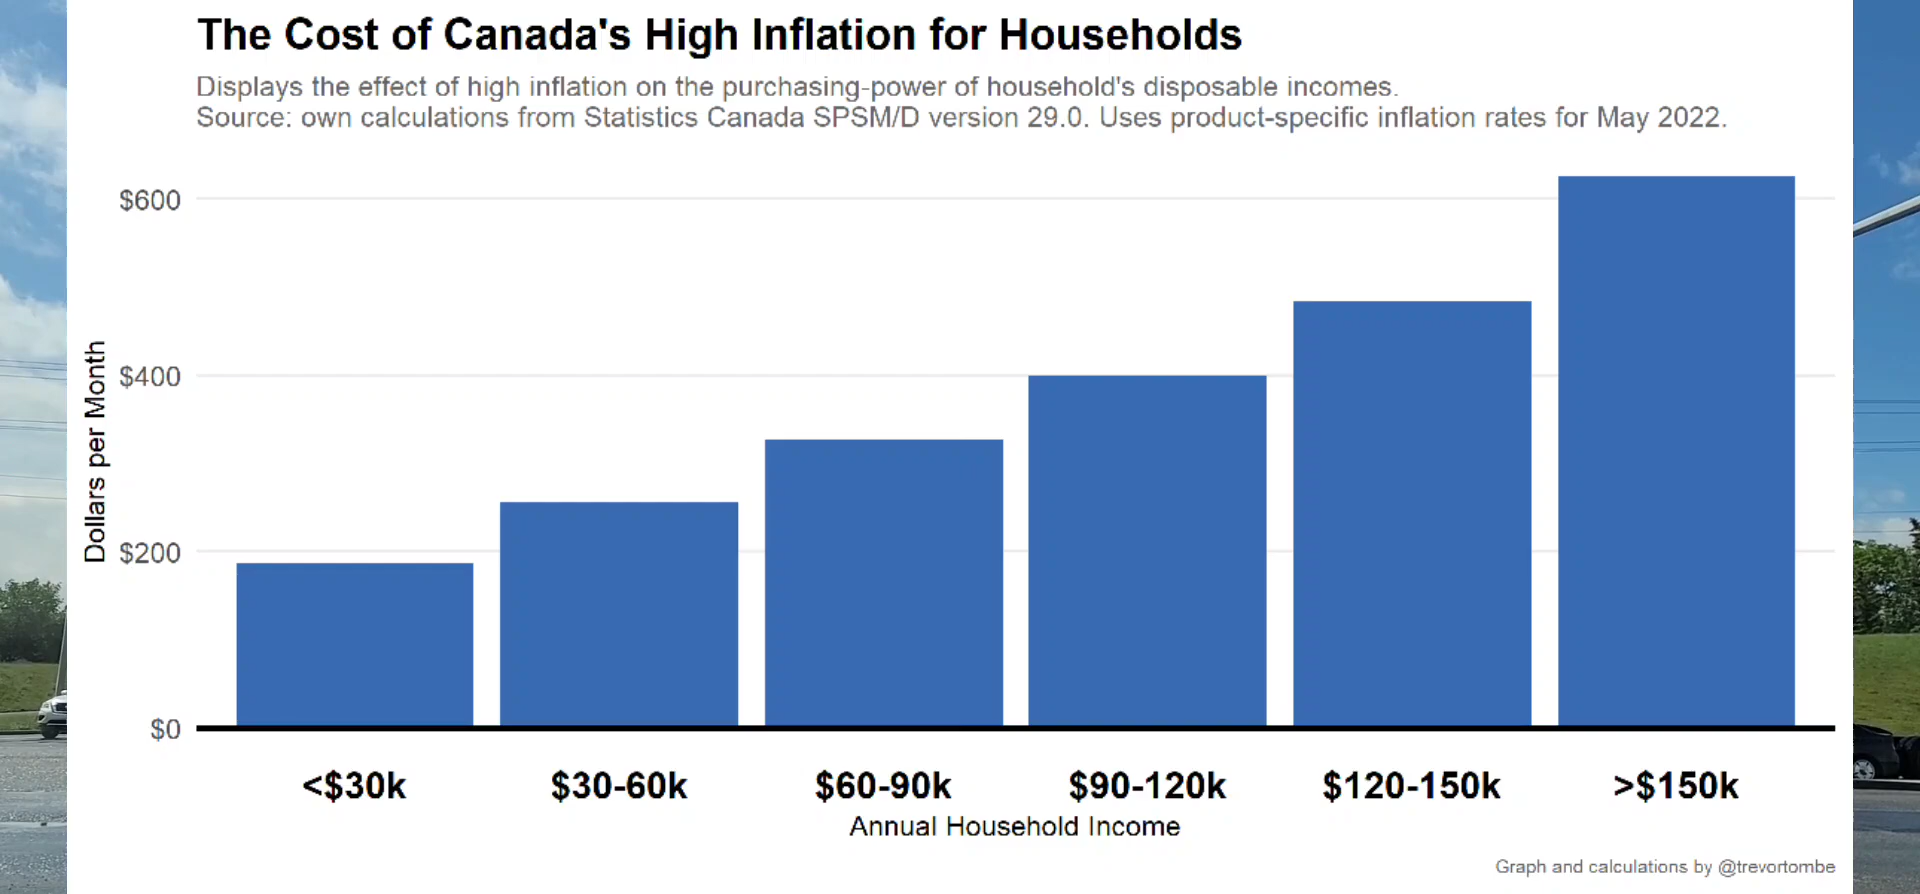 The Cost of Canada's High Inflation for Households
Displays the effect of high inflation on the purchasing-power of household's disposable incomes.
Source: own calculations from Statistics Canada SPSM/D version 29.0. Uses product-specific inflation rates for May 2022.
$600
$400
$200
$0
Dollars per Month
<$30k $30-60k $60-90k $90-120k $120-150k >$150k
Annual Household Income
Graph and calculations by @trevortombe